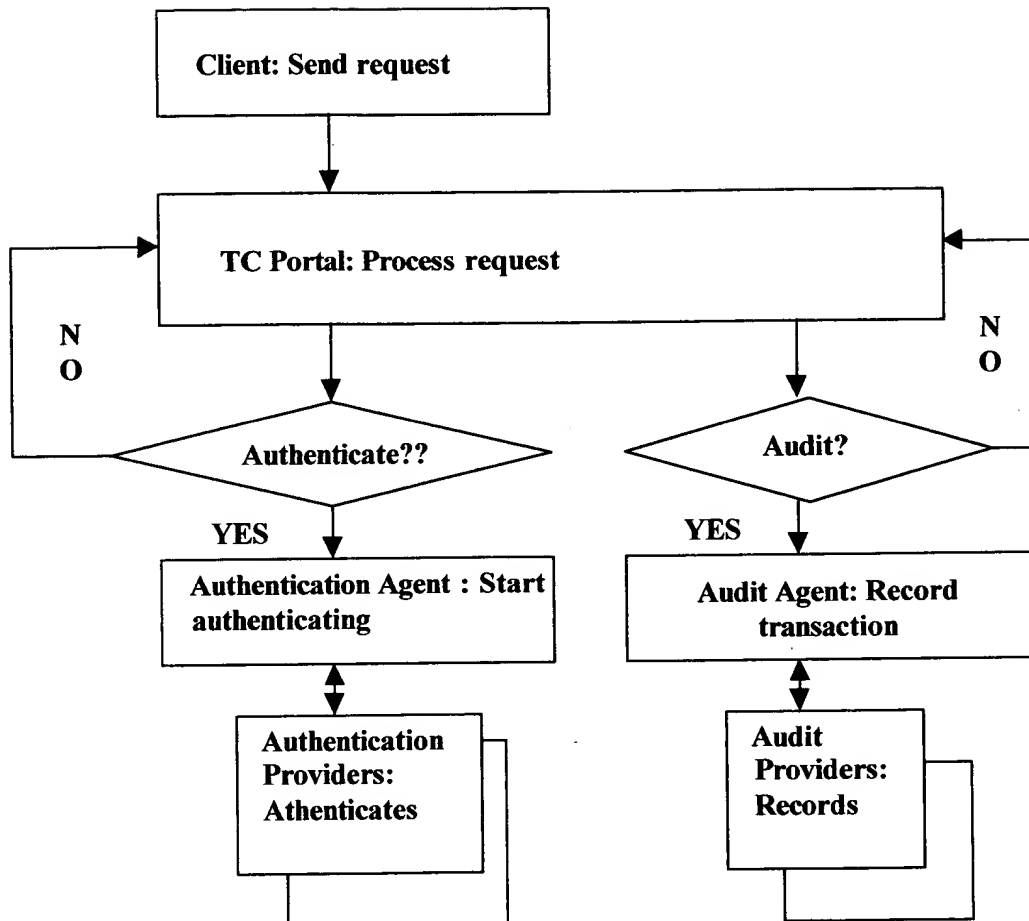 Client: Send request
TC Portal: Process request
N
O
N
O
Authenticate??
Audit?
YES
YES
Authentication Agent : Start
authenticating
Audit Agent: Record
transaction
Authentication
Providers:
Athenticates
Audit
Providers:
Records